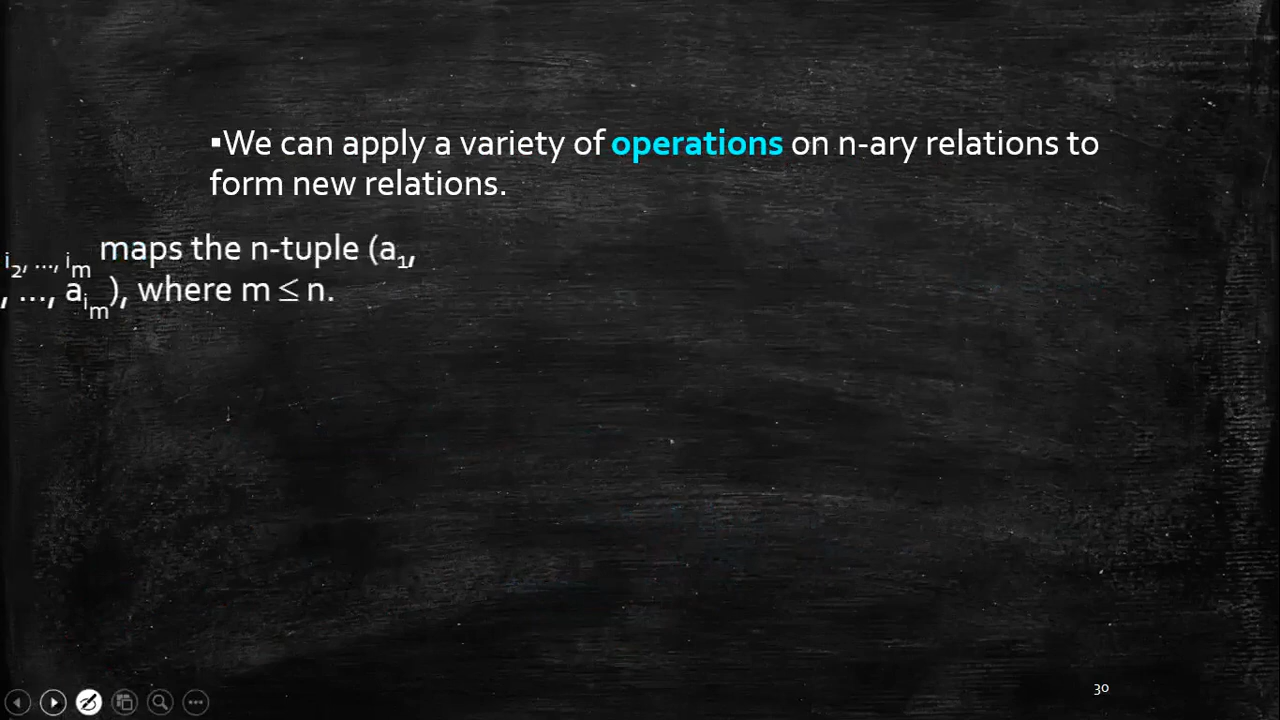 ▪We can apply a variety of operations on n-ary relations to
form new relations.
i₂, ..., iₘ maps the n-tuple (a₁,
, ..., aᵢₘ), where m ≤ n.
30